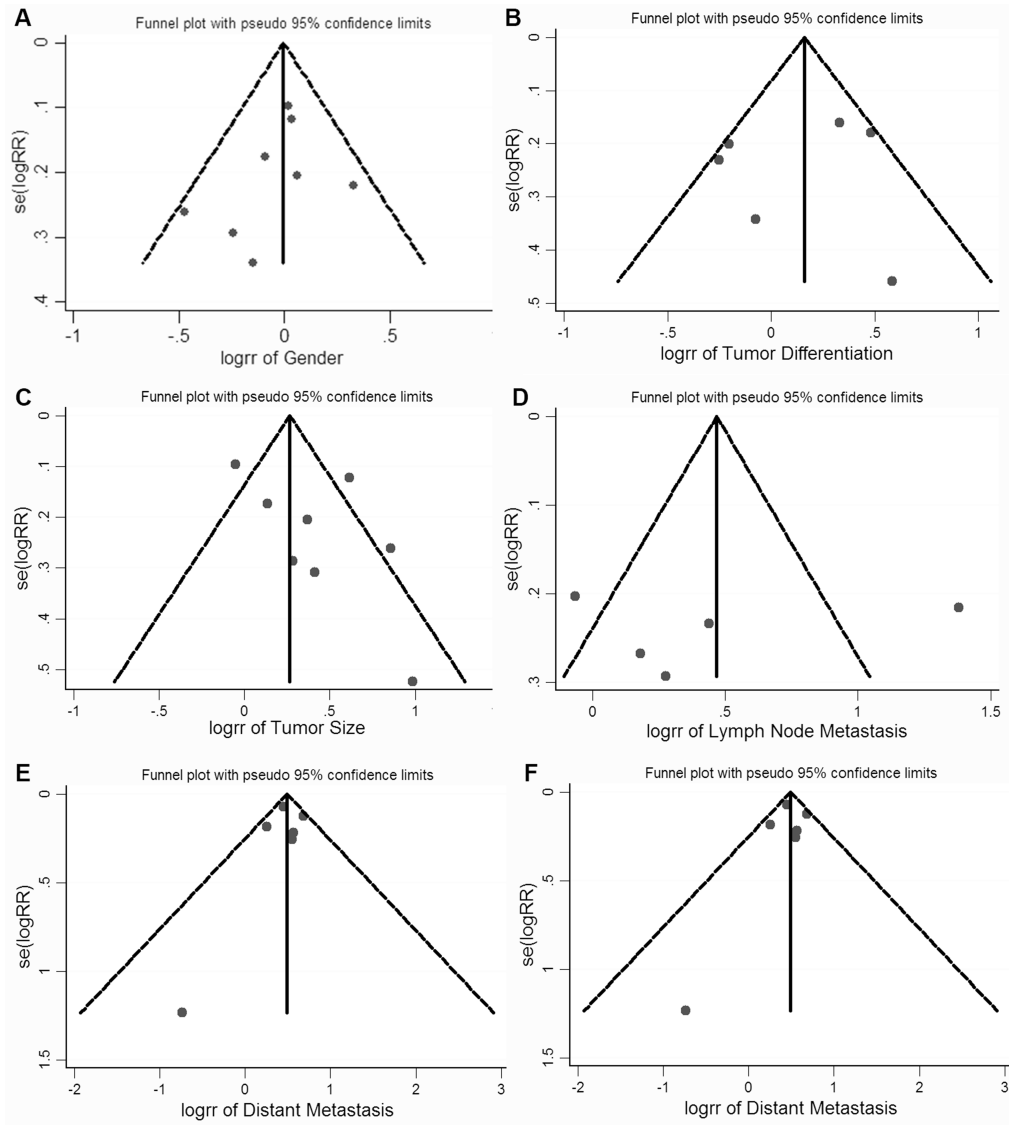 A
Funnel plot with pseudo 95% confidence limits
se(logRR)
0
.1
.2
.3
.4
-1
-.5
0
.5
logrr of Gender
B
Funnel plot with pseudo 95% confidence limits
se(logRR)
0
.1
.2
.3
.4
.5
-1
-.5
0
.5
1
logrr of Tumor Differentiation
C
Funnel plot with pseudo 95% confidence limits
se(logRR)
0
.1
.2
.3
.4
.5
-1
-.5
0
.5
1
logrr of Tumor Size
D
Funnel plot with pseudo 95% confidence limits
se(logRR)
0
.1
.2
.3
0
.5
1
1.5
logrr of Lymph Node Metastasis
E
Funnel plot with pseudo 95% confidence limits
se(logRR)
0
.5
1
1.5
-2
-1
0
1
2
3
logrr of Distant Metastasis
F
Funnel plot with pseudo 95% confidence limits
se(logRR)
0
.5
1
1.5
-2
-1
0
1
2
3
logrr of Distant Metastasis